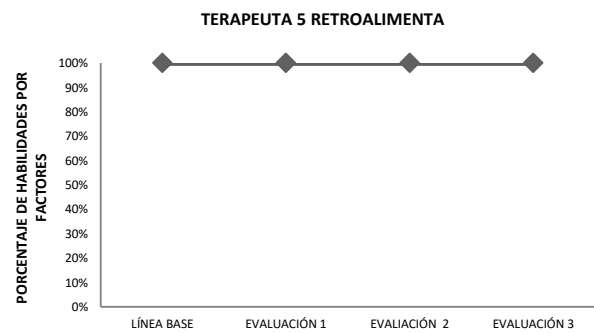 TERAPEUTA 5 RETROALIMENTA
PORCENTAJE DE HABILIDADES POR
FACTORES
100%
90%
80%
70%
60%
50%
40%
30%
20%
10%
0%
LÍNEA BASE
EVALUACIÓN 1
EVALIACIÓN 2
EVALUACIÓN 3